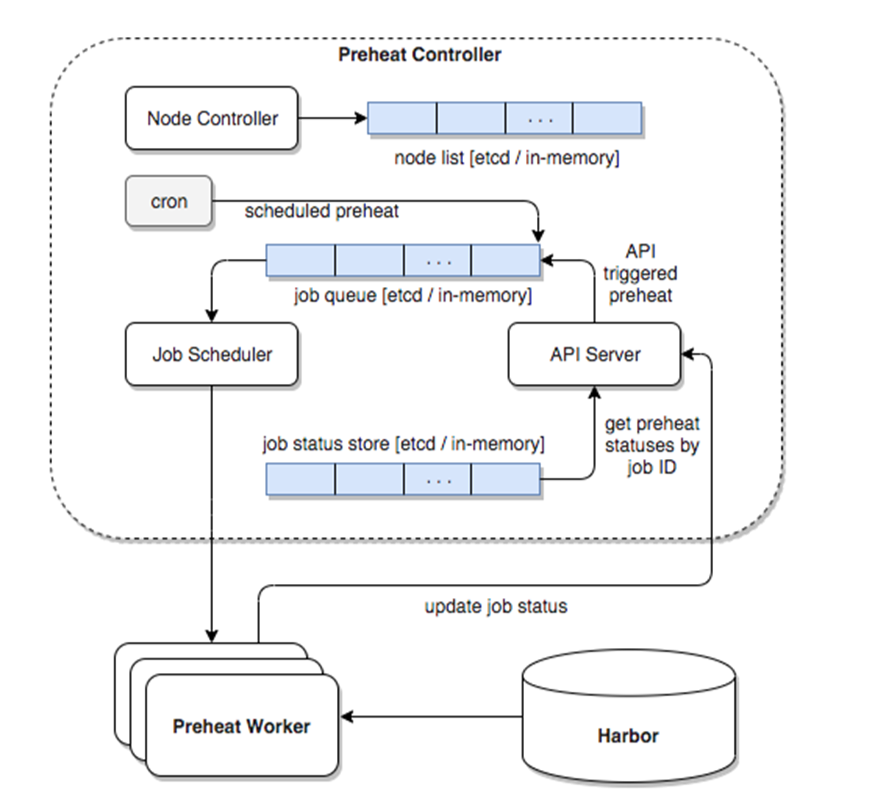 Preheat Controller
Node Controller
. . .
node list [etcd / in-memory]
cron
scheduled preheat
. . .
job queue [etcd / in-memory]
API
triggered
preheat
Job Scheduler
API Server
job status store [etcd / in-memory]
. . .
get preheat
statuses by
job ID
update job status
Preheat Worker
Harbor